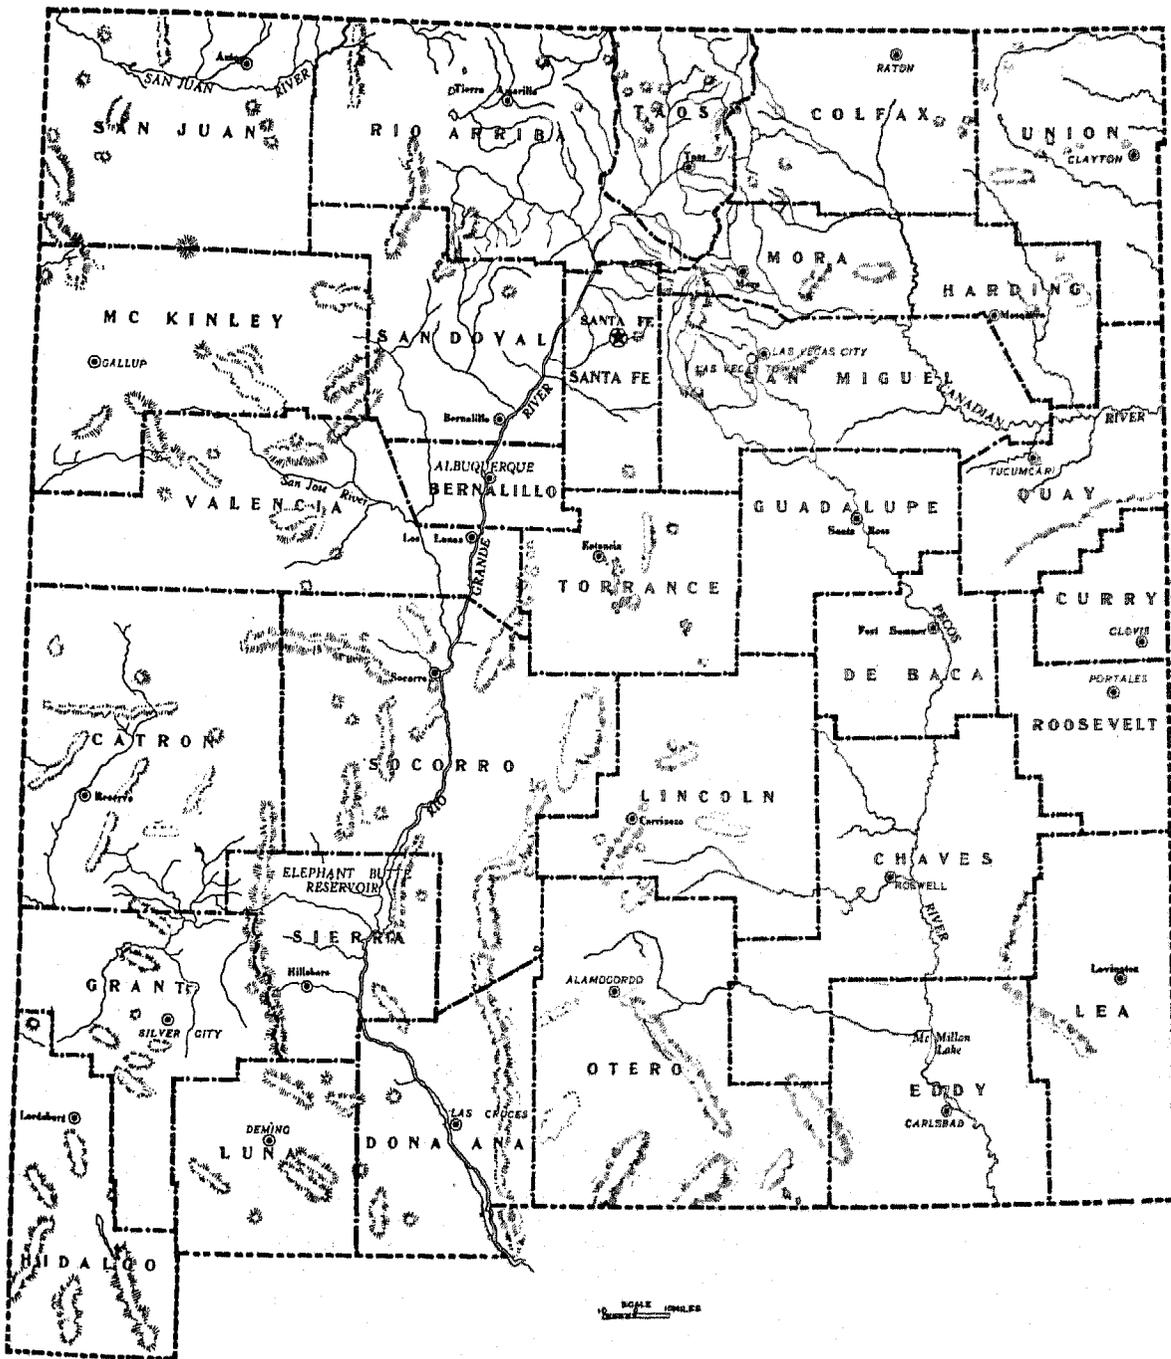 RATON
Aztec
SAN JUAN RIVER
Tierra Amarilla
SAN JUAN
RIO ARRIBA
TAOS
COLFAX
UNION
CLAYTON
Taos
MORA
Mora
HARDING
Mosquero
MC KINLEY
SANDOVAL
SANTA FE
GALLUP
LAS VEGAS CITY
LAS VEGAS TOWN
SANTA FE
SAN MIGUEL
CANADIAN RIVER
Bernalillo
RIVER
ALBUQUERQUE
BERNALILLO
TUCUMCARI
San Jose River
VALENCIA
QUAY
GUADALUPE
Santa Rosa
Los Lunas
Estancia
GRANDE
TORRANCE
CURRY
PECOS
Fort Sumner
CLOVIS
Socorro
DE BACA
PORTALES
ROOSEVELT
CATRON
SOCORRO
Reserve
RIO
LINCOLN
Carrizozo
CHAVES
ELEPHANT BUTTE
RESERVOIR
ROSWELL
RIVER
SIERRA
Hillsboro
ALAMOGORDO
Lovington
GRANT
SILVER CITY
LEA
Mc Millan
Lake
OTERO
EDDY
CARLSBAD
Lordsburg
LAS CRUCES
DEMING
LUNA
DONA ANA
HIDALGO
SCALE
10 10 MILES